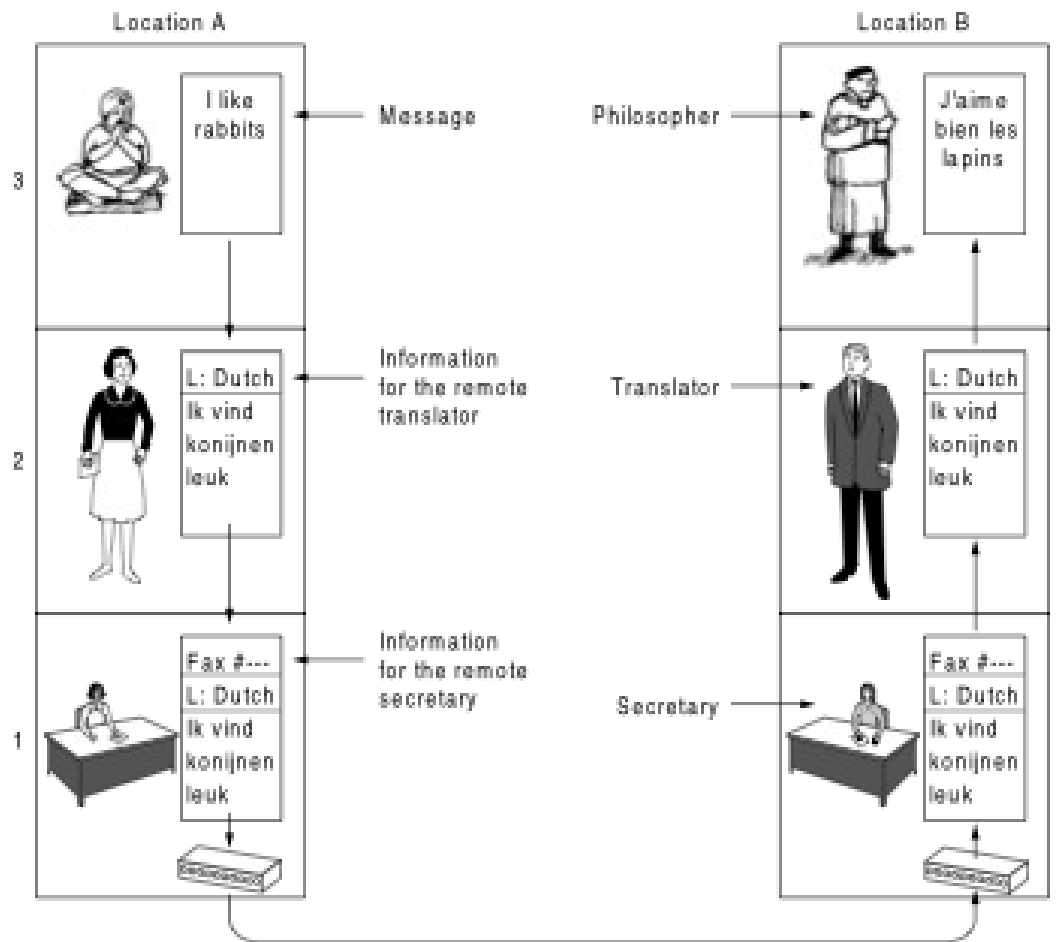 Location A
Location B
I like
rabbits
Message
Philosopher
J'aime
bien les
lapins
3
L: Dutch
Ik vind
konijnen
leuk
Information
for the remote
translator
Translator
L: Dutch
Ik vind
konijnen
leuk
2
Fax #---
L: Dutch
Ik vind
konijnen
leuk
Information
for the remote
secretary
Secretary
Fax #---
L: Dutch
Ik vind
konijnen
leuk
1